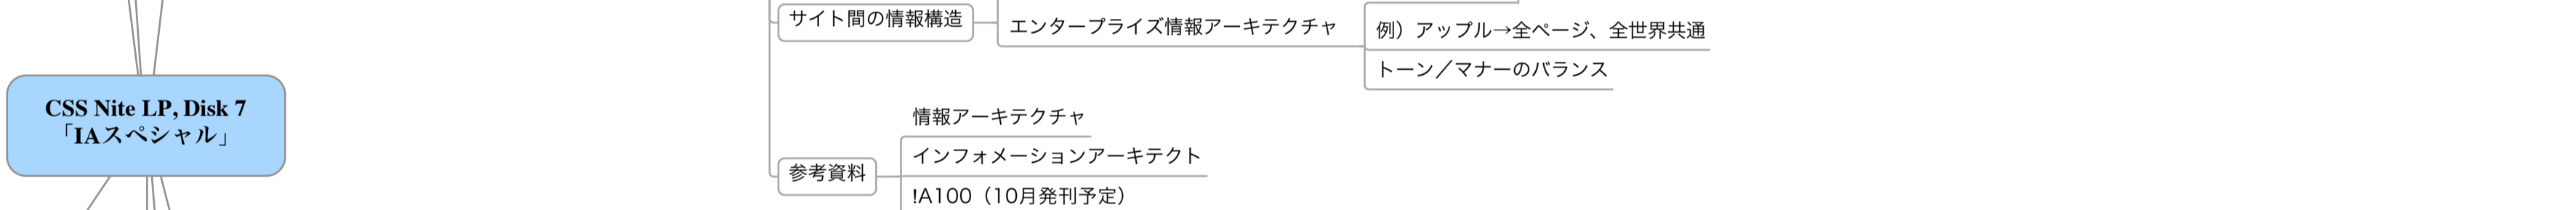 サイト間の情報構造
エンタープライズ情報アーキテクチャ
例）アップル→全ページ、全世界共通
トーン／マナーのバランス
CSS Nite LP, Disk 7
「IAスペシャル」
情報アーキテクチャ
インフォメーションアーキテクト
参考資料
!A100（10月発刊予定）